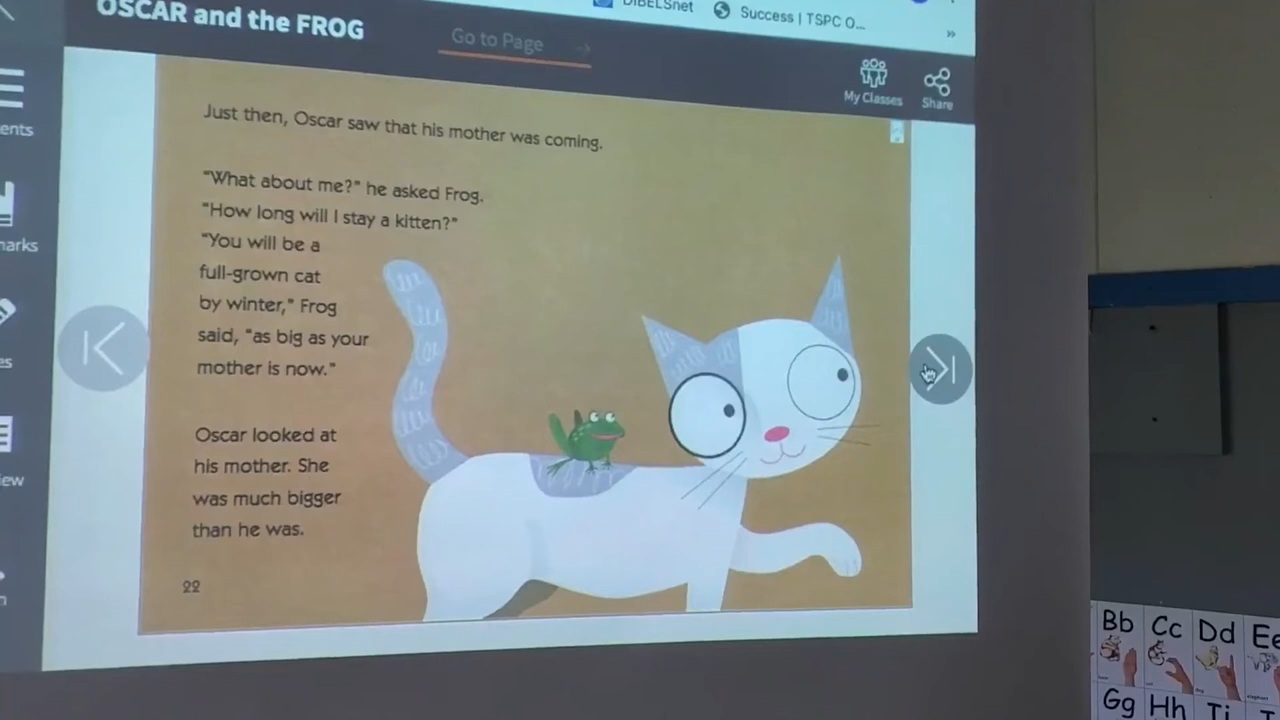 DIBELSnet
Success | TSPC O...
»
OSCAR and the FROG
Go to Page
My Classes
Share
ents
Just then, Oscar saw that his mother was coming.
"What about me?" he asked Frog.
"How long will I stay a kitten?"
"You will be a
full-grown cat
by winter," Frog
said, "as big as your
mother is now."
Oscar looked at
his mother. She
was much bigger
than he was.
22
Bb Cc Dd Ee
Gg Hh